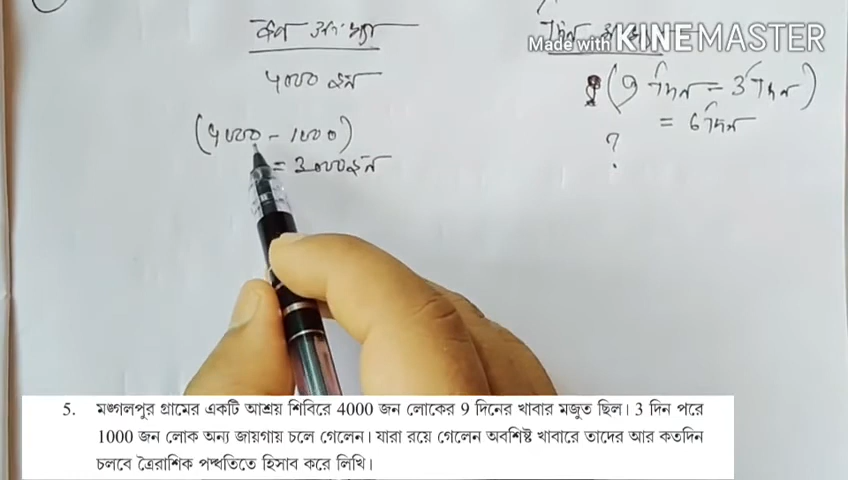 জন সংখ্যা
দিন সংখ্যা
Made with KINEMASTER
4000 জন
(9 দিন - 3 দিন)
= 6 দিন
(4000 - 1000)
?
= 3000 জন
5. মঙ্গলপুর গ্রামের একটি আশ্রয় শিবিরে 4000 জন লোকের 9 দিনের খাবার মজুত ছিল। 3 দিন পরে
1000 জন লোক অন্য জায়গায় চলে গেলেন। যারা রয়ে গেলেন অবশিষ্ট খাবারে তাদের আর কতদিন
চলবে ত্রৈরাশিক পদ্ধতিতে হিসাব করে লিখি।